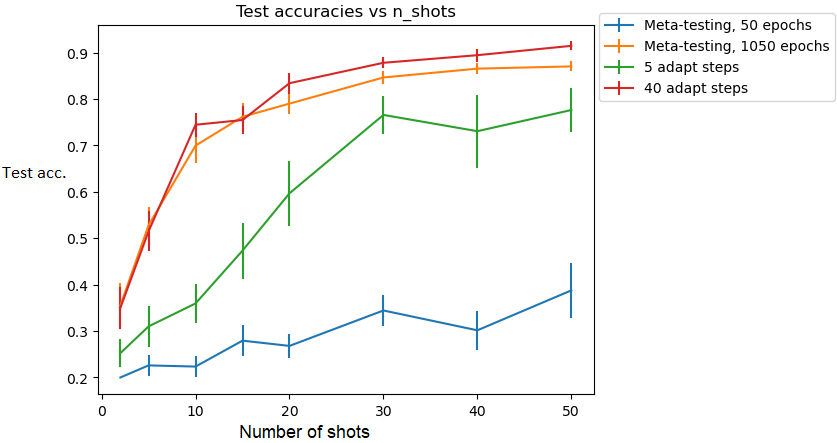 Test accuracies vs n_shots
Meta-testing, 50 epochs
Meta-testing, 1050 epochs
5 adapt steps
40 adapt steps
0.9
0.8
0.7
Test acc.
0.6
0.5
0.4
0.3
0.2
0 10 20 30 40 50
Number of shots